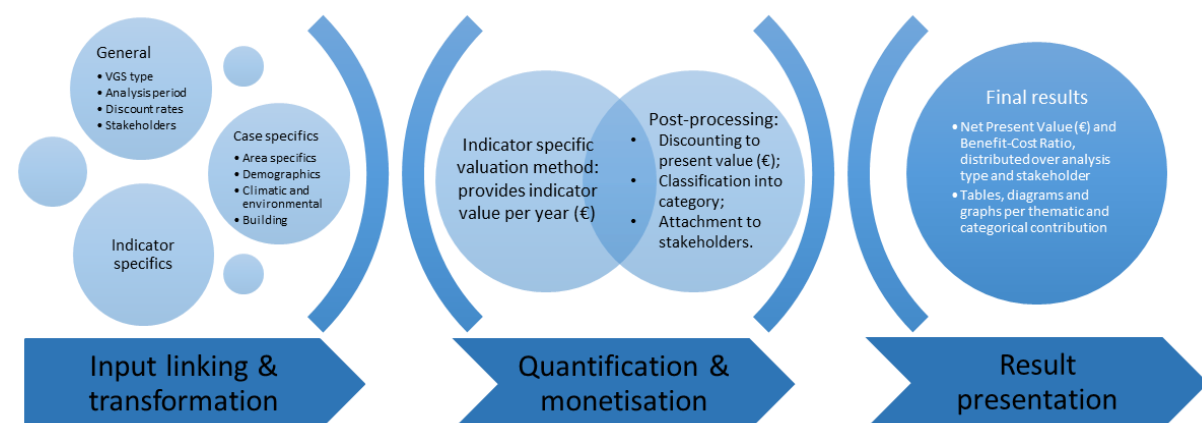 General
• VGS type
• Analysis period
• Discount rates
• Stakeholders
Case specifics
• Area specifics
• Demographics
• Climatic and
environmental
• Building
Indicator
specifics
Indicator specific
valuation method:
provides indicator
value per year (€)
Post-processing:
• Discounting to
present value (€);
• Classification into
category;
• Attachment to
stakeholders.
Final results
• Net Present Value (€) and
Benefit-Cost Ratio,
distributed over analysis
type and stakeholder
• Tables, diagrams and
graphs per thematic and
categorical contribution
Input linking &
transformation
Quantification &
monetisation
Result
presentation